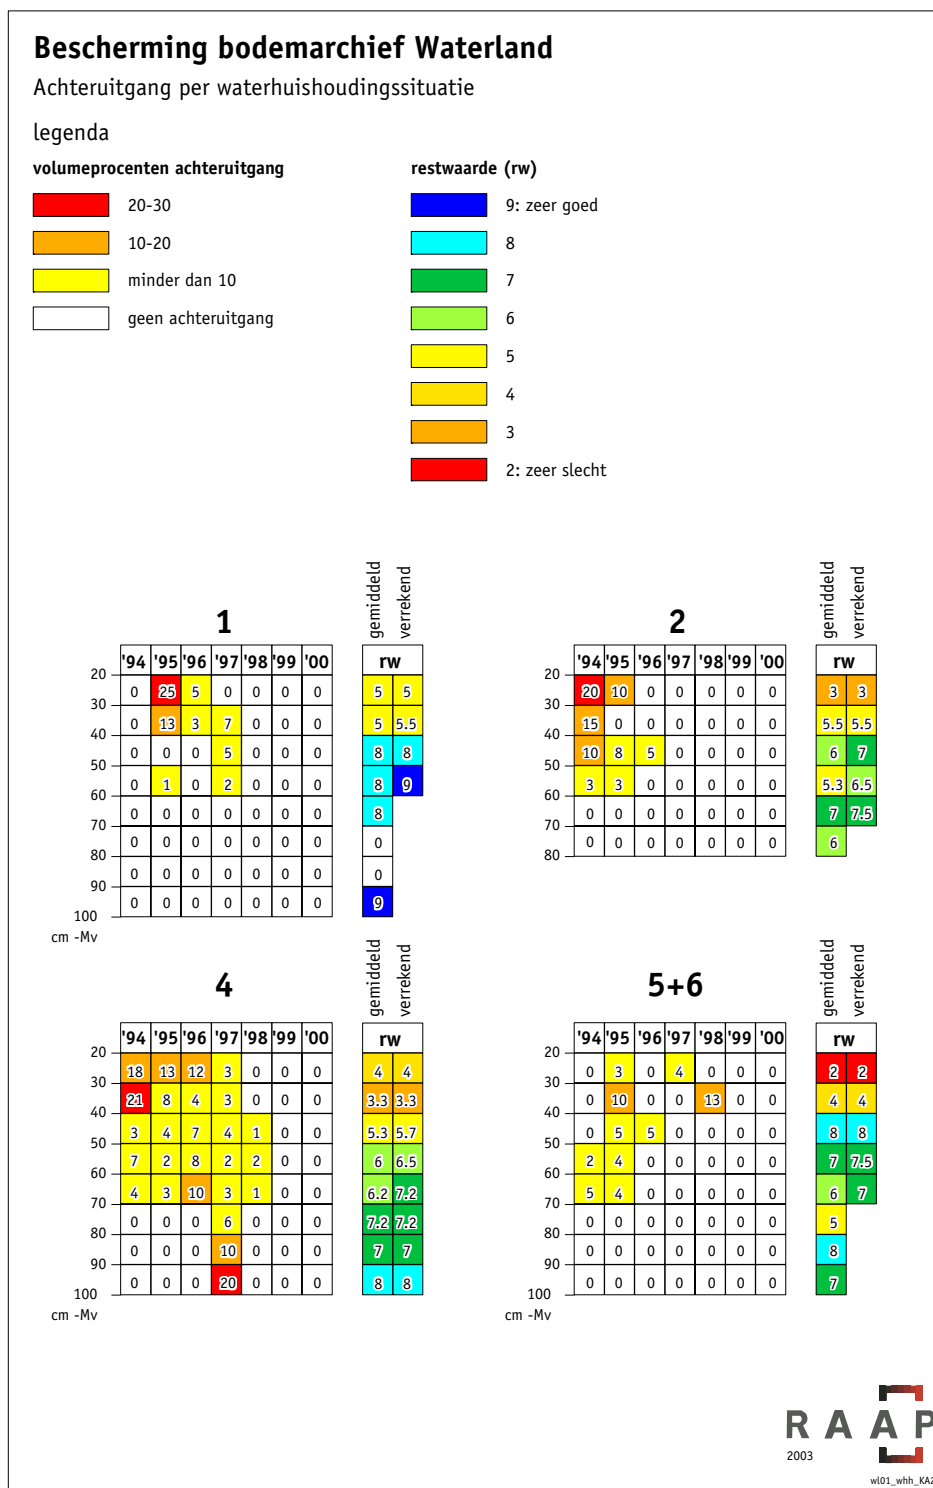 Bescherming bodemarchief Waterland
Achteruitgang per waterhuishoudingssituatie
legenda
volumeprocenten achteruitgang
20-30
10-20
minder dan 10
geen achteruitgang
restwaarde (rw)
9: zeer goed
8
7
6
5
4
3
2: zeer slecht
1
gemiddeld verrekend
'94 '95 '96 '97 '98 '99 '00 rw
20
0 25 5 0 0 0 0 5 5
30
0 13 3 7 0 0 0 5 5.5
40
0 0 0 5 0 0 0 8 8
50
0 1 0 2 0 0 0 8 9
60
0 0 0 0 0 0 0 8
70
0 0 0 0 0 0 0 0
80
0 0 0 0 0 0 0 0
90
0 0 0 0 0 0 0 9
100
cm -Mv
2
gemiddeld verrekend
'94 '95 '96 '97 '98 '99 '00 rw
20
20 10 0 0 0 0 0 3 3
30
15 0 0 0 0 0 0 5.5 5.5
40
10 8 5 0 0 0 0 6 7
50
3 3 0 0 0 0 0 5.3 6.5
60
0 0 0 0 0 0 0 7 7.5
70
0 0 0 0 0 0 0 6
80
4
gemiddeld verrekend
'94 '95 '96 '97 '98 '99 '00 rw
20
18 13 12 3 0 0 0 4 4
30
21 8 4 3 0 0 0 3.3 3.3
40
3 4 7 4 1 0 0 5.3 5.7
50
7 2 8 2 2 0 0 6 6.5
60
4 3 10 3 1 0 0 6.2 7.2
70
0 0 0 6 0 0 0 7.2 7.2
80
0 0 0 10 0 0 0 7 7
90
0 0 0 20 0 0 0 8 8
100
cm -Mv
5+6
gemiddeld verrekend
'94 '95 '96 '97 '98 '99 '00 rw
20
0 3 0 4 0 0 0 2 2
30
0 10 0 0 13 0 0 4 4
40
0 5 5 0 0 0 0 8 8
50
2 4 0 0 0 0 0 7 7.5
60
5 4 0 0 0 0 0 6 7
70
0 0 0 0 0 0 0 5
80
0 0 0 0 0 0 0 8
90
0 0 0 0 0 0 0 7
100
cm -Mv
RAAP
2003
wl01_whh_KA2